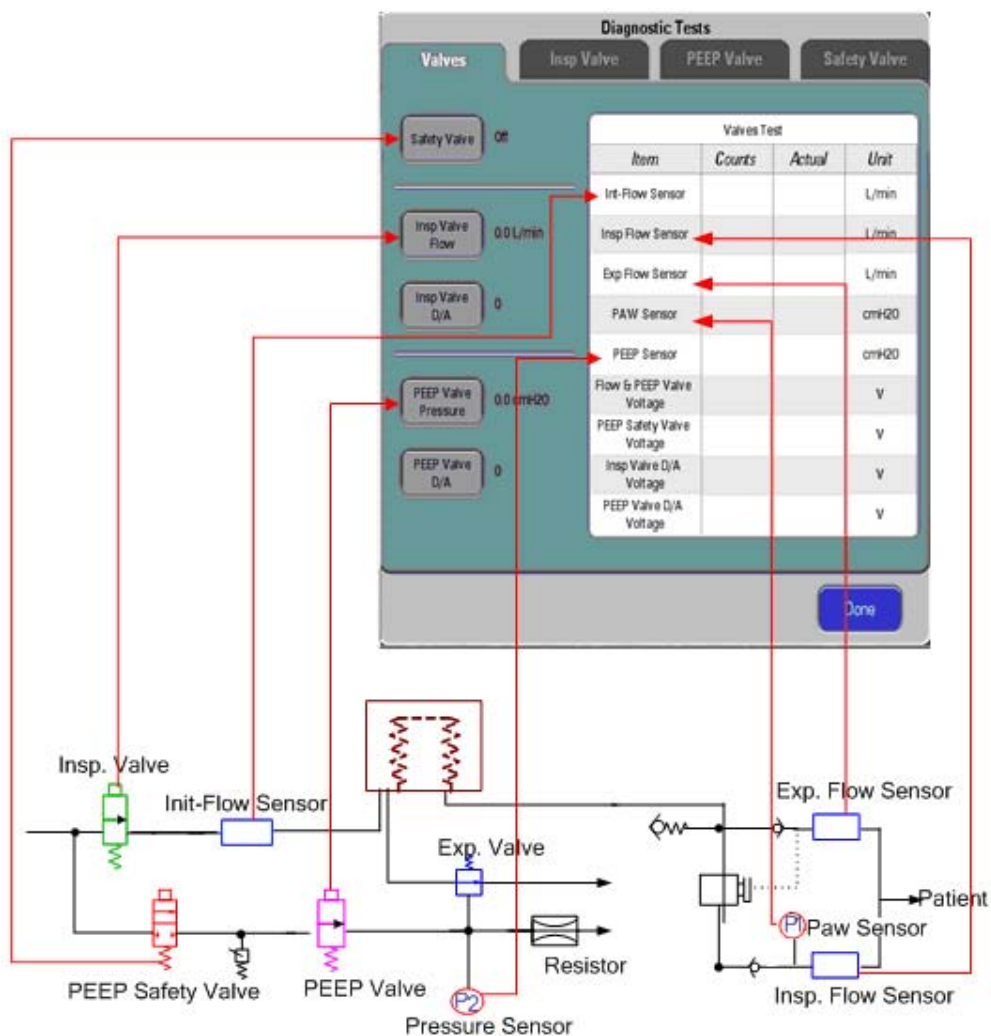 Diagnostic Tests
Valves Insp Valve PEEP Valve Safety Valve
Safety Valve Off
Insp Valve
Flow
0.0 L/min
Insp Valve
D/A
0
PEEP Valve
Pressure
0.0 cmH2O
PEEP Valve
D/A
0
Valves Test
Item Counts Actual Unit
Int-Flow Sensor L/min
Insp Flow Sensor L/min
Exp Flow Sensor L/min
PAW Sensor cmH2O
PEEP Sensor cmH2O
Flow & PEEP Valve
Voltage
V
PEEP Safety Valve
Voltage
V
Insp Valve D/A
Voltage
V
PEEP Valve D/A
Voltage
V
Done
Insp. Valve
Init-Flow Sensor
Exp. Flow Sensor
Exp. Valve
Patient
P1 Paw Sensor
Resistor
PEEP Safety Valve
PEEP Valve
P2
Insp. Flow Sensor
Pressure Sensor